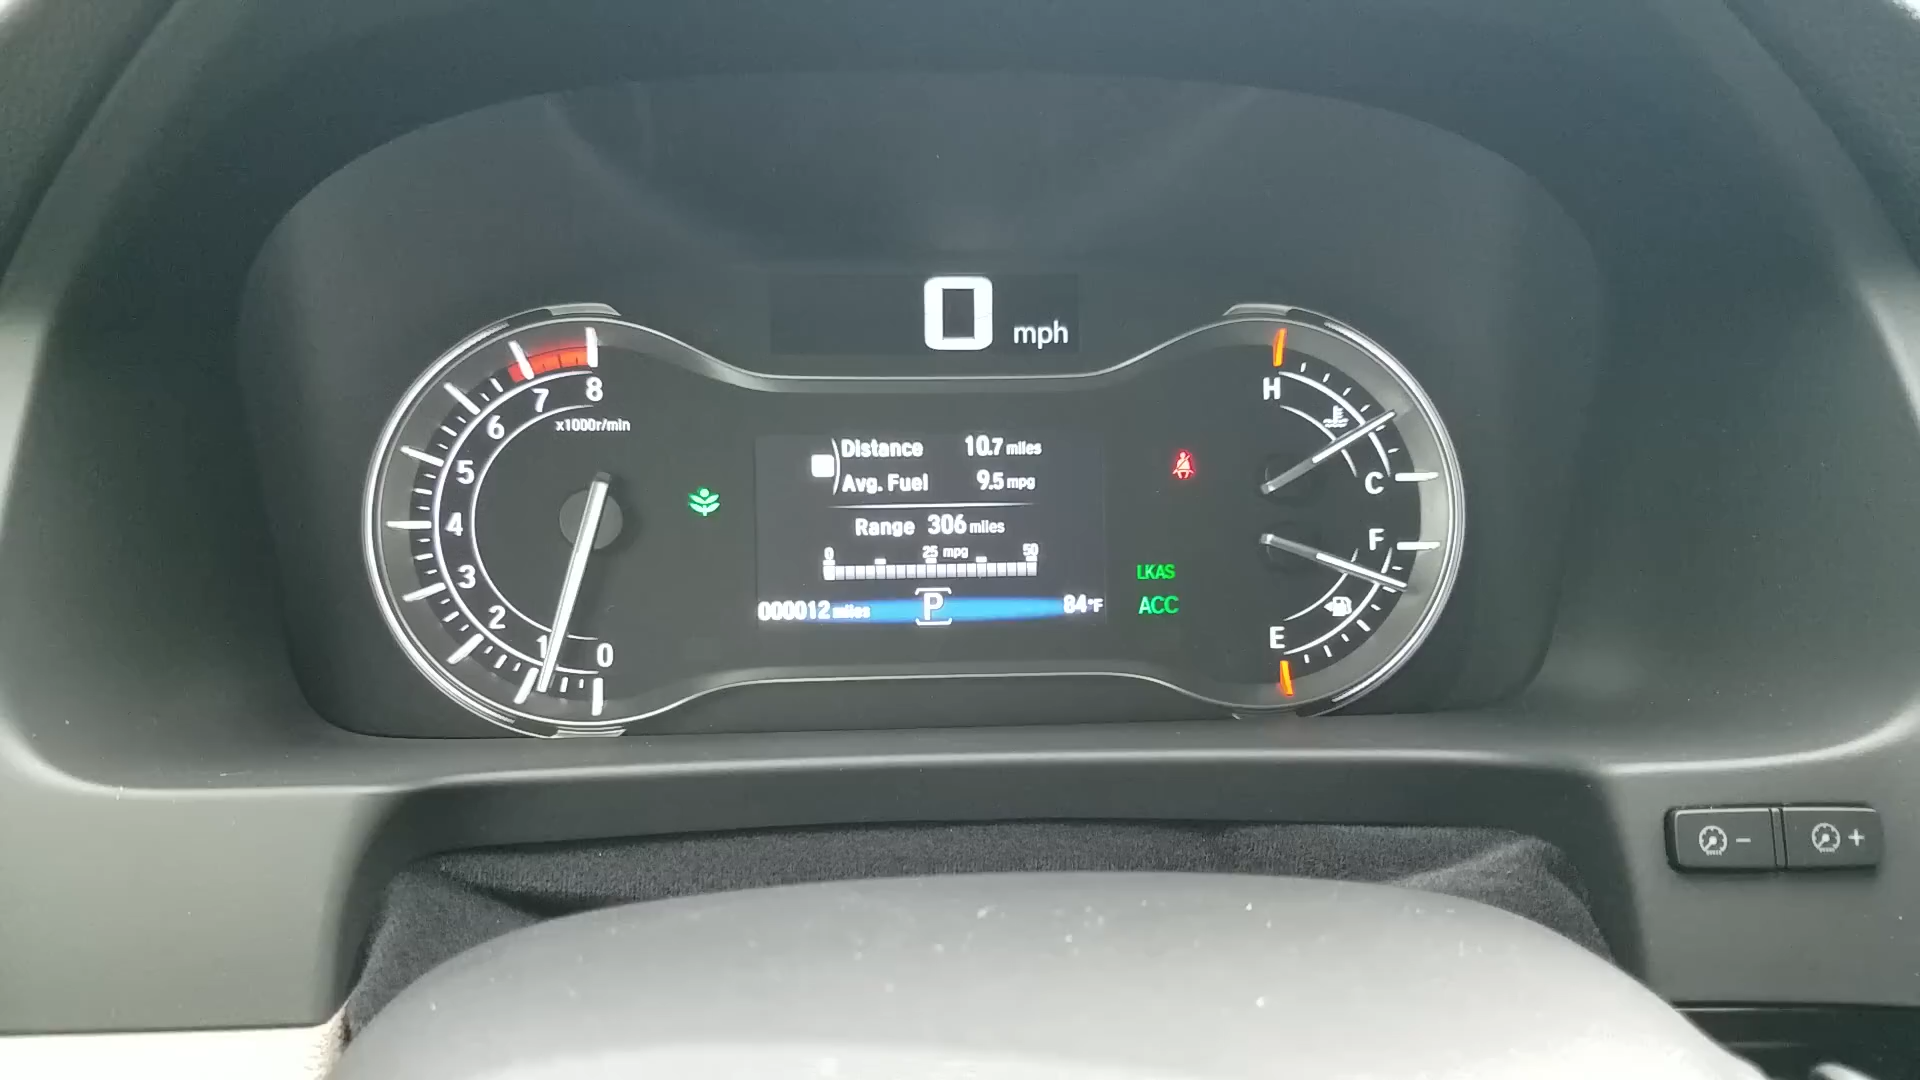 0 mph
8
7
6
x1000r/min
5
4
3
2
1
0
Distance 10.7 miles
Avg. Fuel 9.5 mpg
Range 306 miles
0 25 mpg 50
000012 miles P 84°F
LKAS
ACC
H
C
F
E
- +